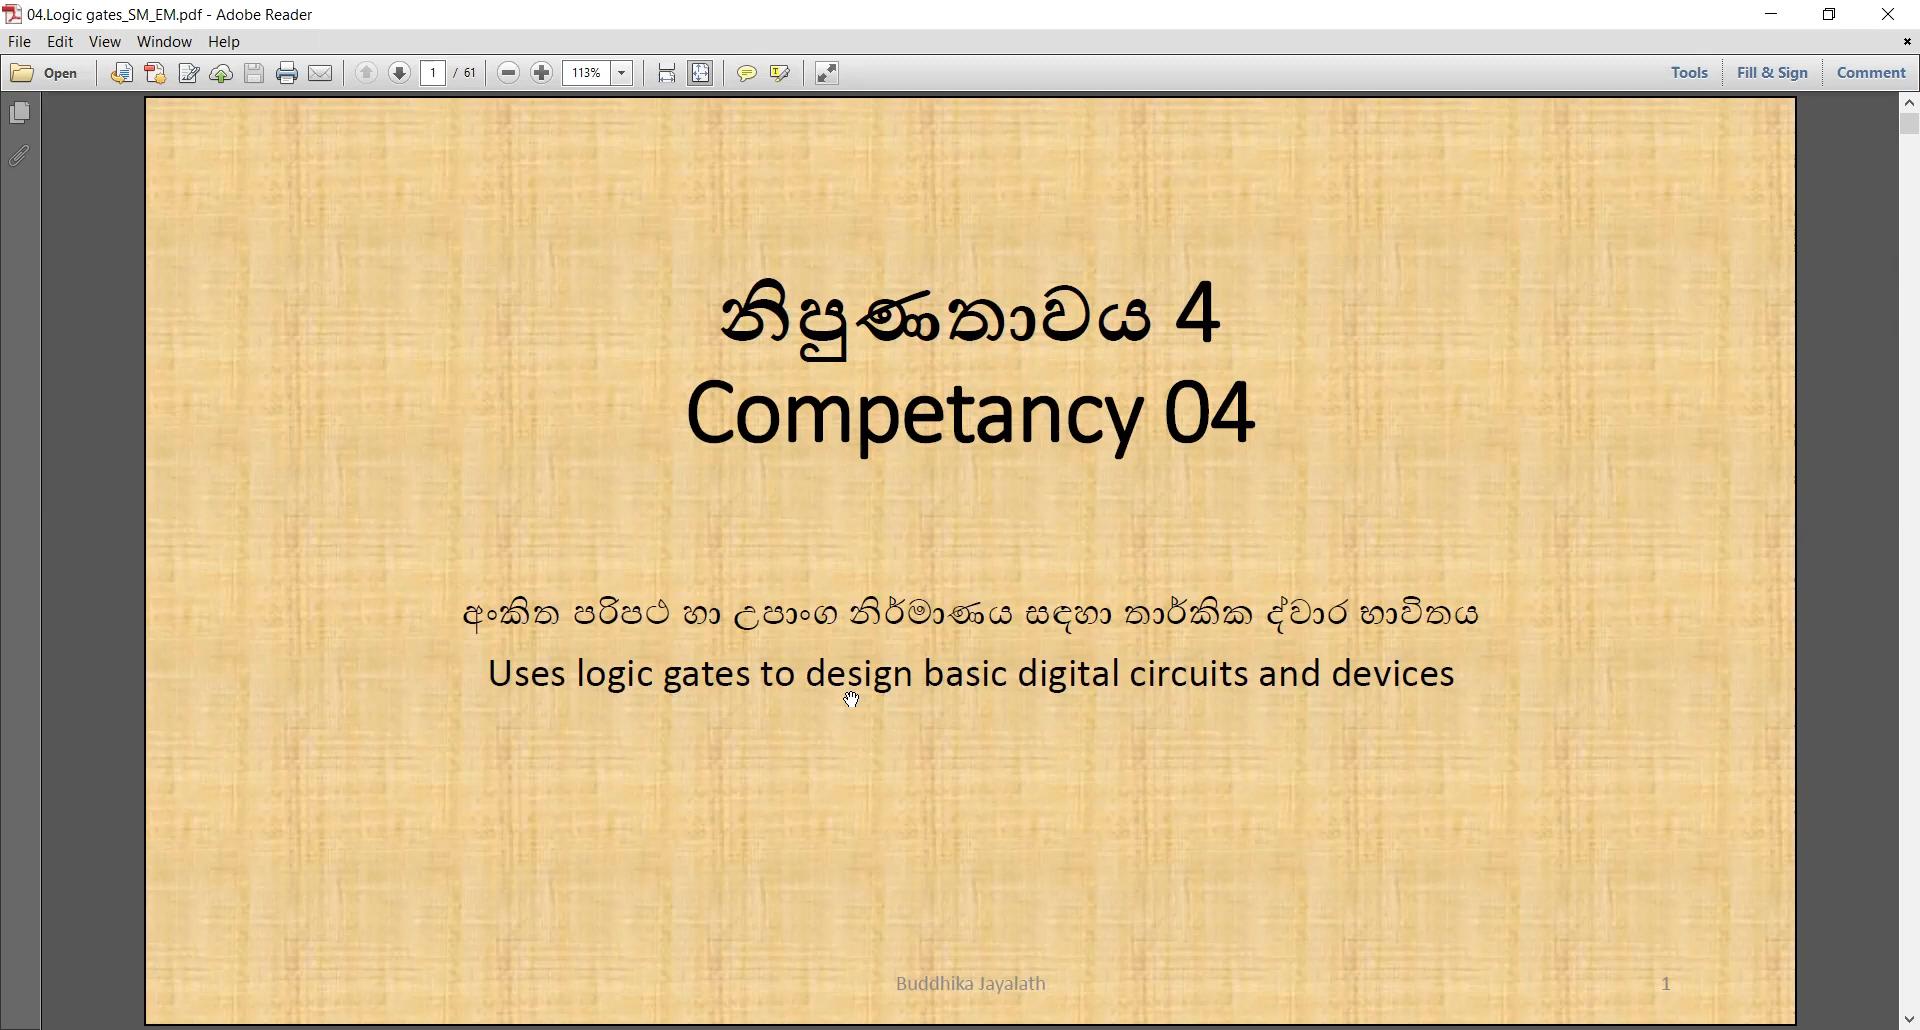 04.Logic gates_SM_EM.pdf - Adobe Reader
File Edit View Window Help
Open 1 / 61 113% Tools Fill & Sign Comment
නිපුණතාවය 4
Competancy 04
අංකිත පරිපථ හා උපාංග නිර්මාණය සඳහා තාර්කික ද්වාර භාවිතය
Uses logic gates to design basic digital circuits and devices
Buddhika Jayalath 1